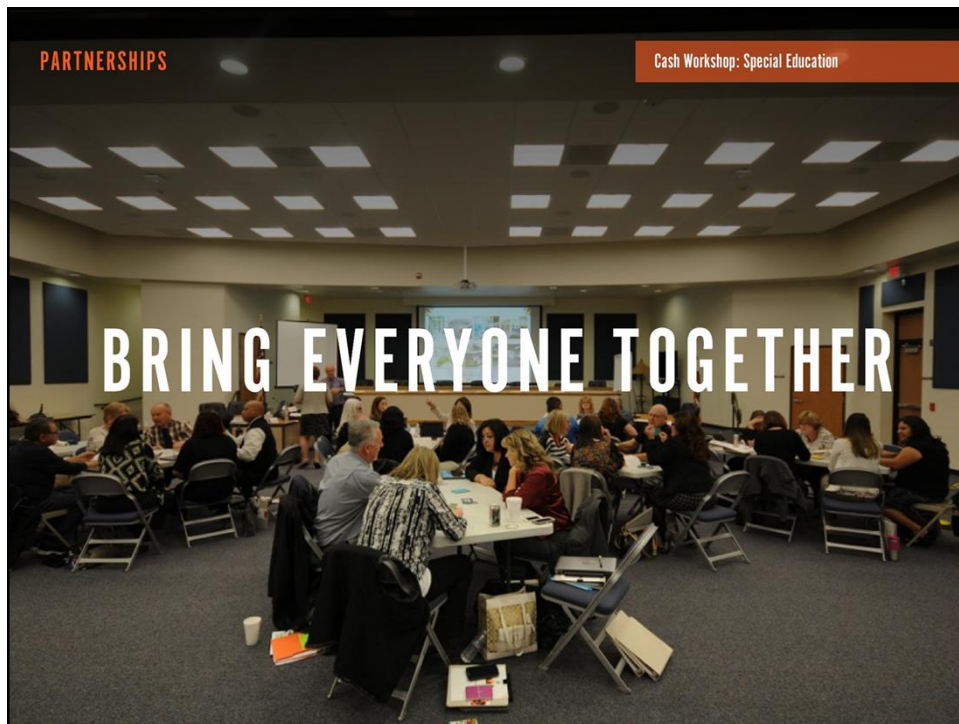 PARTNERSHIPS
Cash Workshop: Special Education
BRING EVERYONE TOGETHER